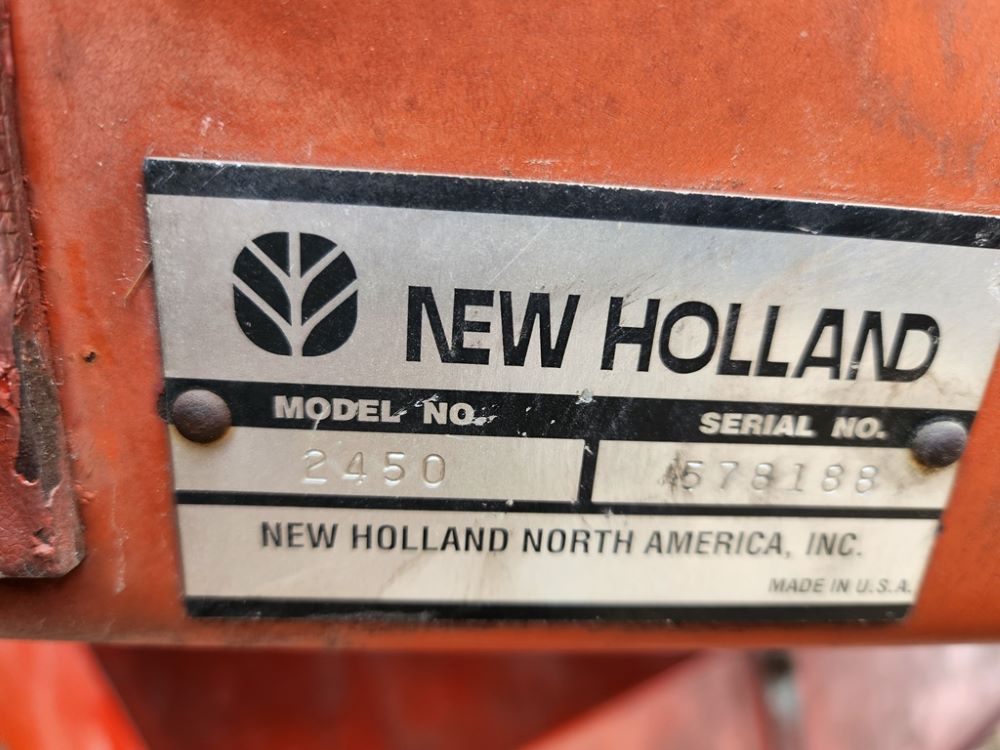 NEW HOLLAND
MODEL NO. SERIAL NO.
2450 578188
NEW HOLLAND NORTH AMERICA, INC.
MADE IN U.S.A.